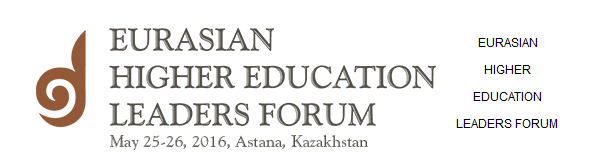 EURASIAN
HIGHER EDUCATION
LEADERS FORUM
May 25-26, 2016, Astana, Kazakhstan
EURASIAN
HIGHER
EDUCATION
LEADERS FORUM